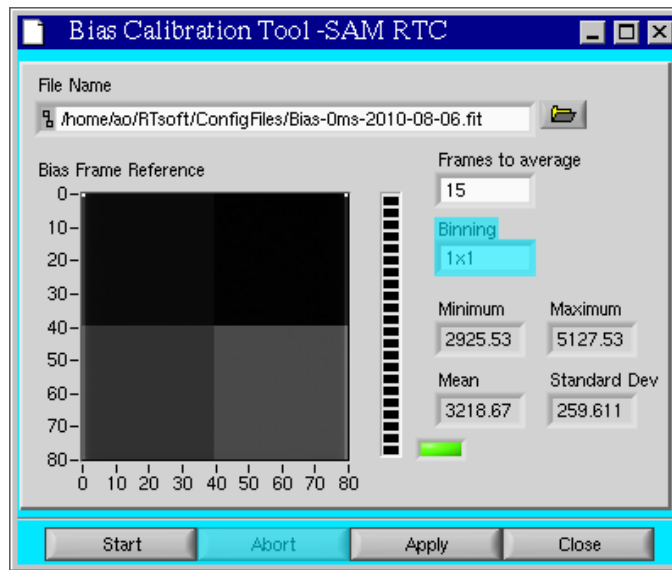 Bias Calibration Tool -SAM RTC
File Name
/home/ao/RTsoft/ConfigFiles/Bias-0ms-2010-08-06.fit
Bias Frame Reference
0
10
20
30
40
50
60
70
80
0 10 20 30 40 50 60 70 80
Frames to average
15
Binning
1x1
Minimum Maximum
2925.53 5127.53
Mean Standard Dev
3218.67 259.611
Start Abort Apply Close